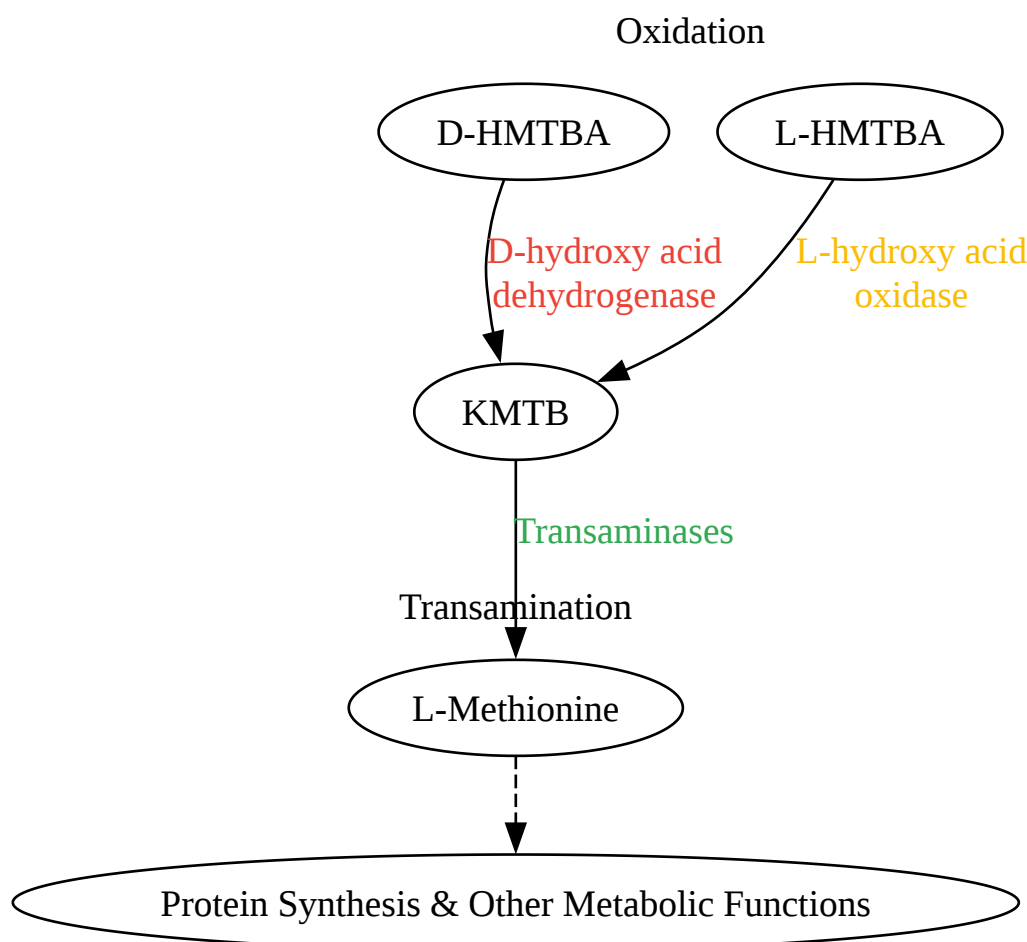 Oxidation
D-HMTBA
L-HMTBA
D-hydroxy acid
dehydrogenase
L-hydroxy acid
oxidase
KMTB
Transaminases
Transamination
L-Methionine
Protein Synthesis & Other Metabolic Functions